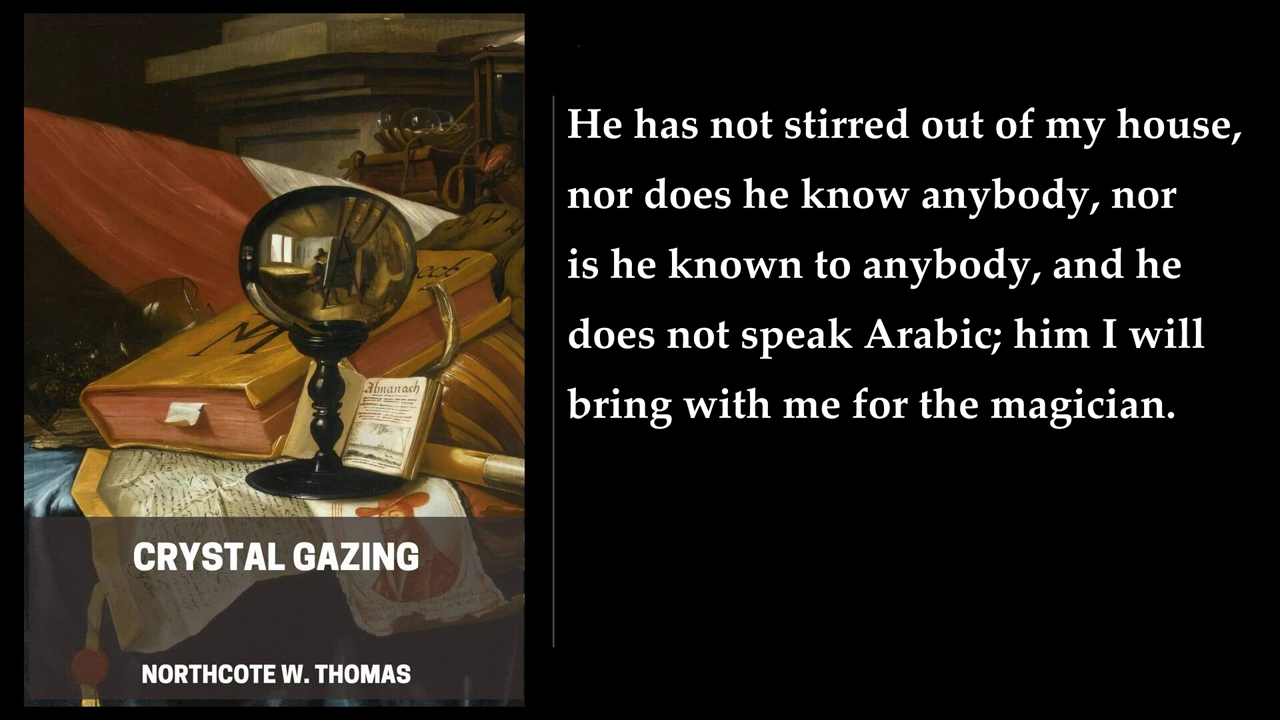 M
Almanach
CRYSTAL GAZING
NORTHCOTE W. THOMAS
He has not stirred out of my house,
nor does he know anybody, nor
is he known to anybody, and he
does not speak Arabic; him I will
bring with me for the magician.